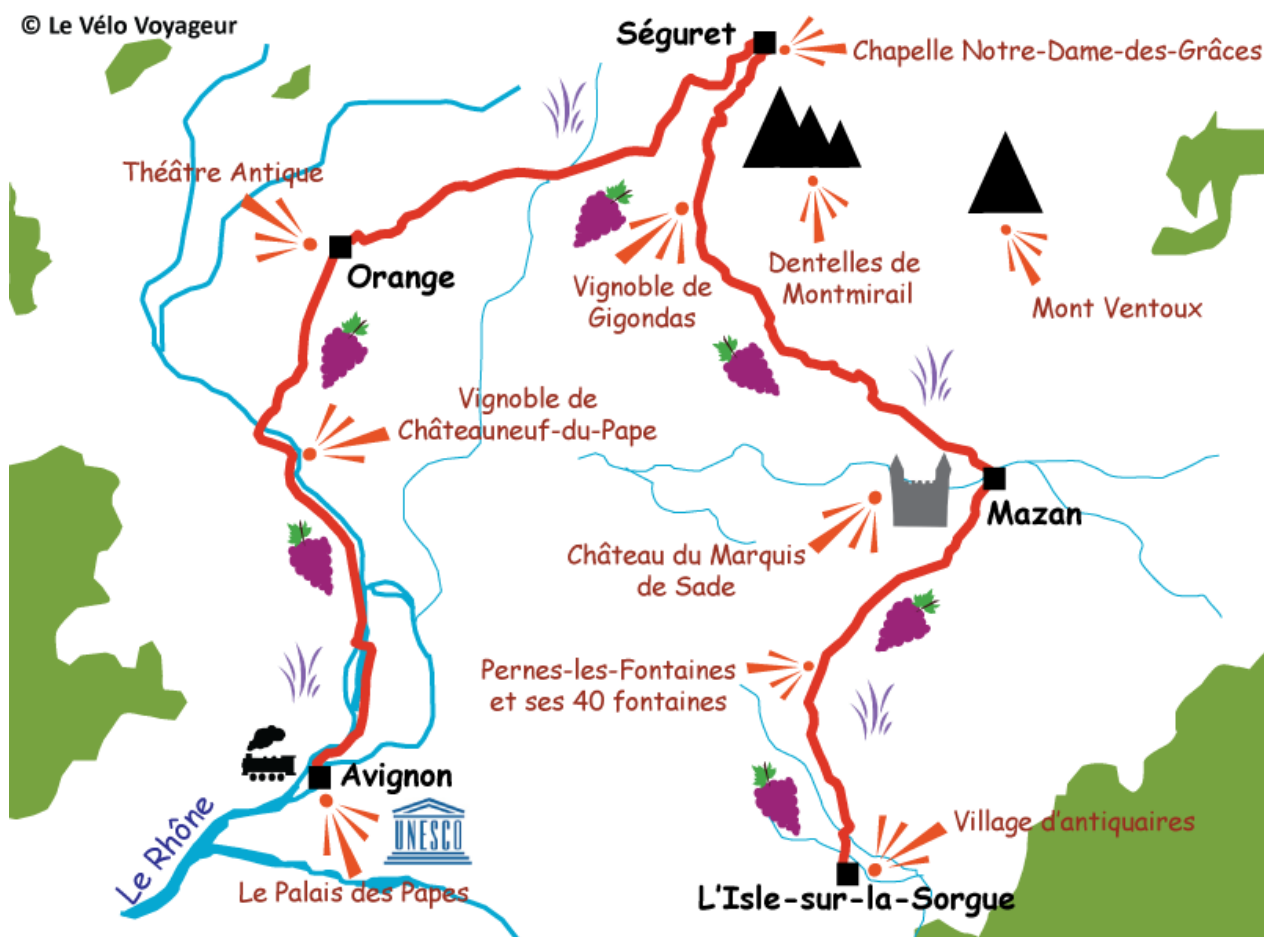 © Le Vélo Voyageur
Séguret
Chapelle Notre-Dame-des-Grâces
Théâtre Antique
Orange
Vignoble de
Gigondas
Dentelles de
Montmirail
Mont Ventoux
Vignoble de
Châteauneuf-du-Pape
Mazan
Château du Marquis
de Sade
Pernes-les-Fontaines
et ses 40 fontaines
Avignon
Le Rhône
UNESCO
Village d'antiquaires
Le Palais des Papes
L'Isle-sur-la-Sorgue